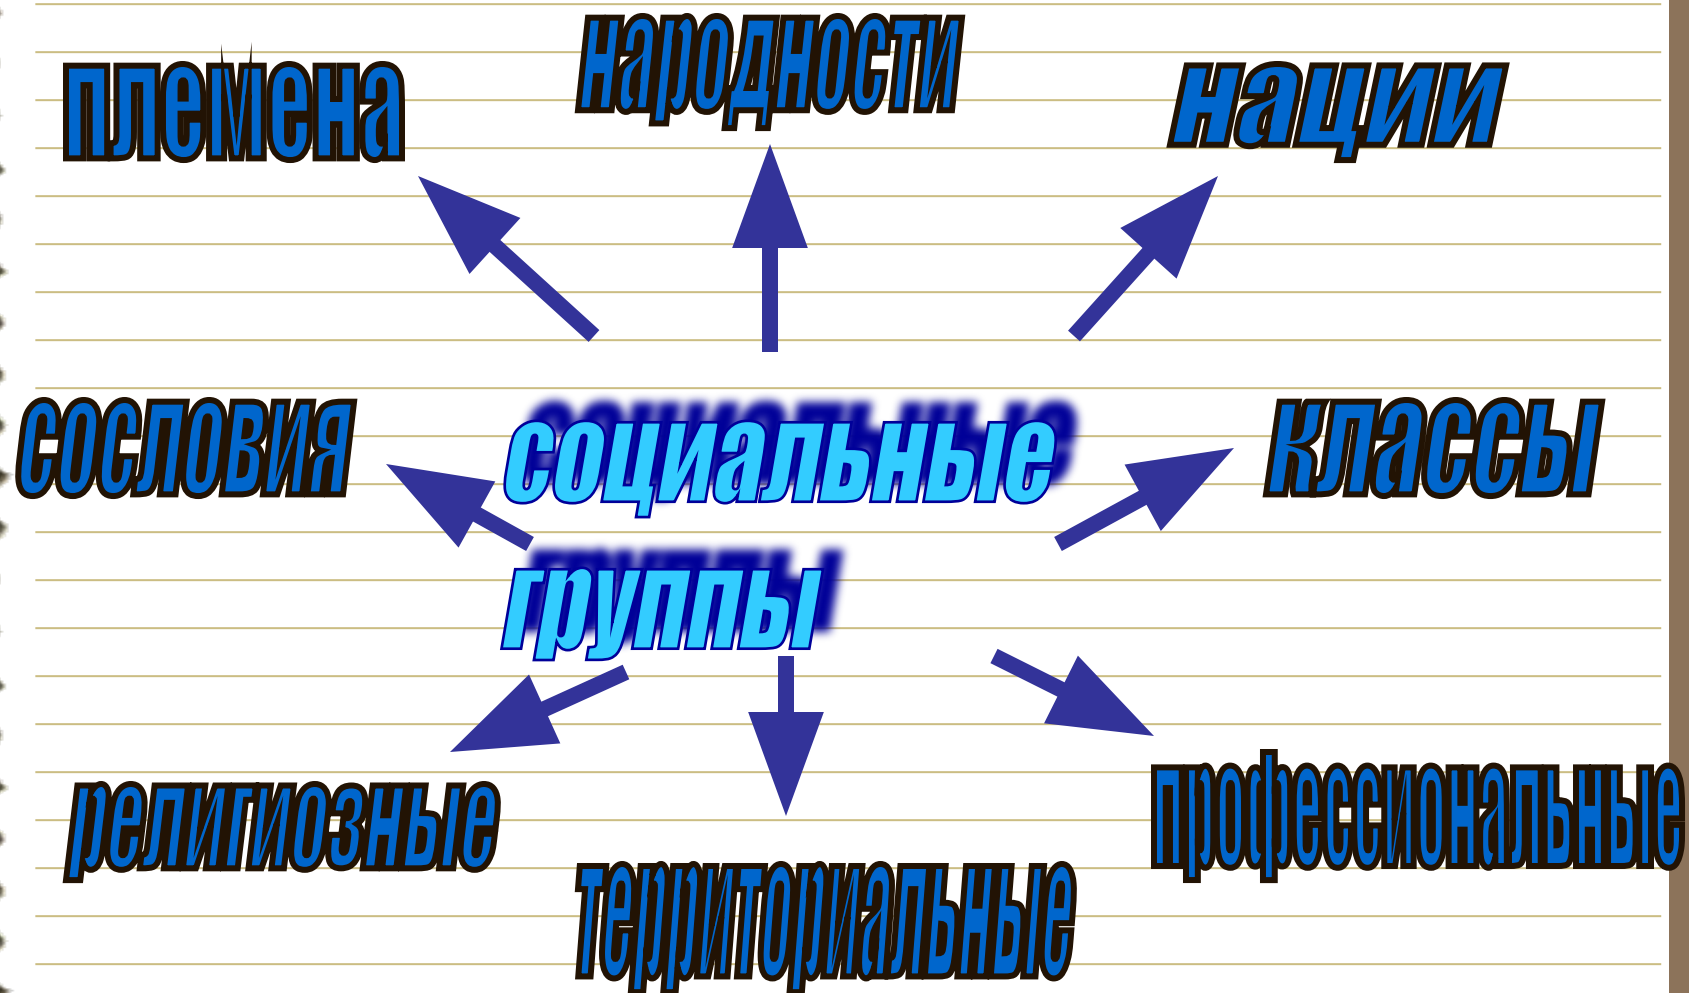 народности
племена
нации
сословия
социальные
классы
группы
религиозные
профессиональные
территориальные